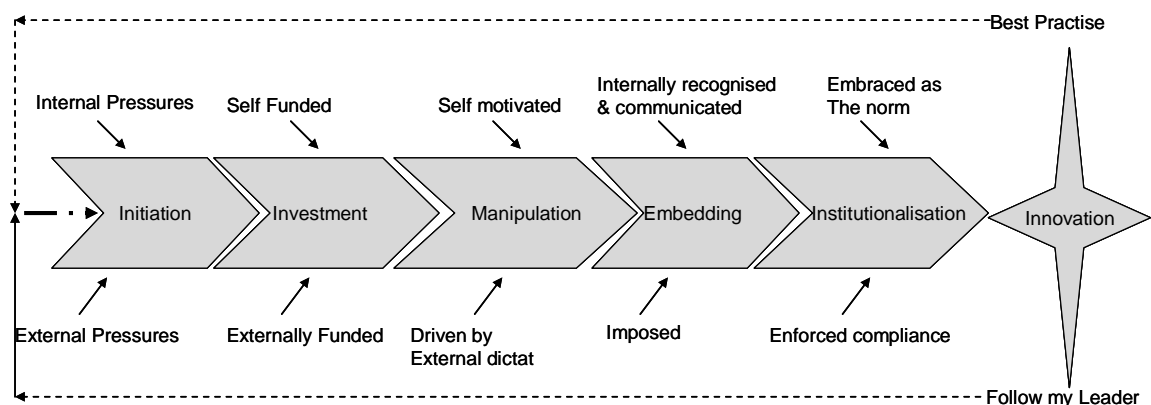 Best Practise
Internal Pressures
Self Funded
Self motivated
Internally recognised
& communicated
Embraced as
The norm
Initiation
Investment
Manipulation
Embedding
Institutionalisation
Innovation
External Pressures
Externally Funded
Driven by
External dictat
Imposed
Enforced compliance
Follow my Leader